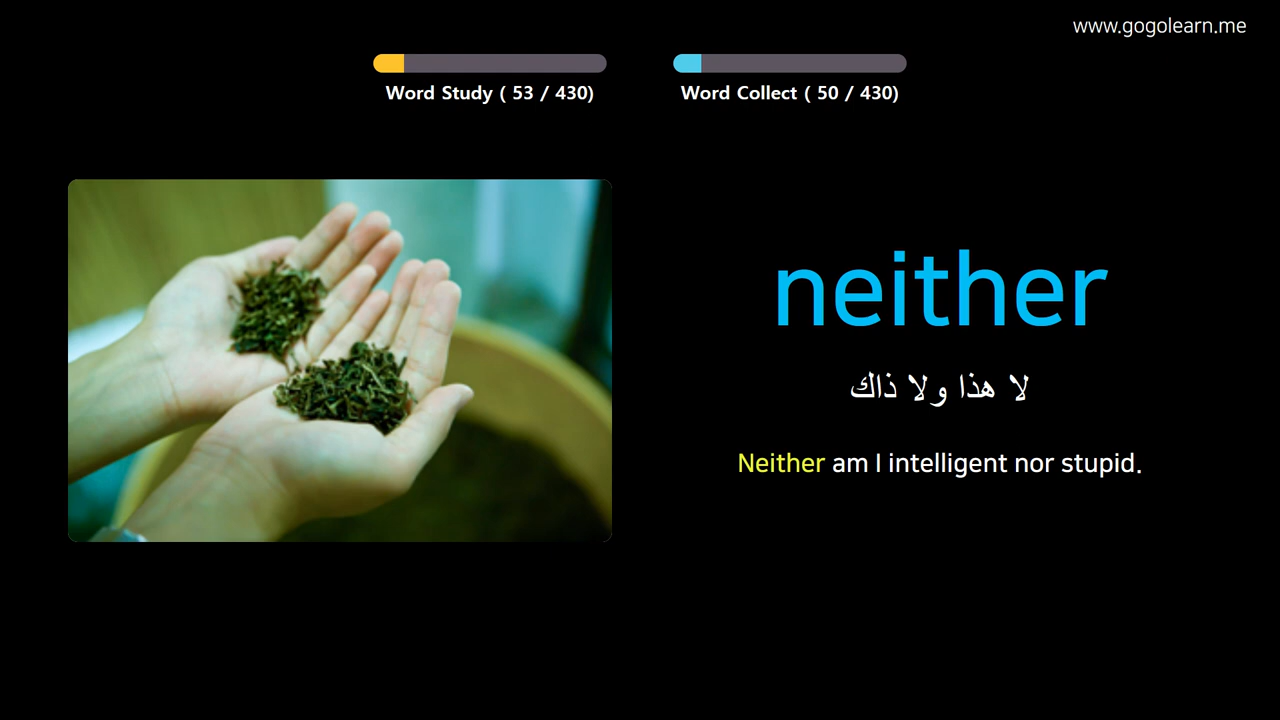 www.gogolearn.me
Word Study ( 53 / 430)
Word Collect ( 50 / 430)
neither
لا هذا ولا ذاك
Neither am I intelligent nor stupid.